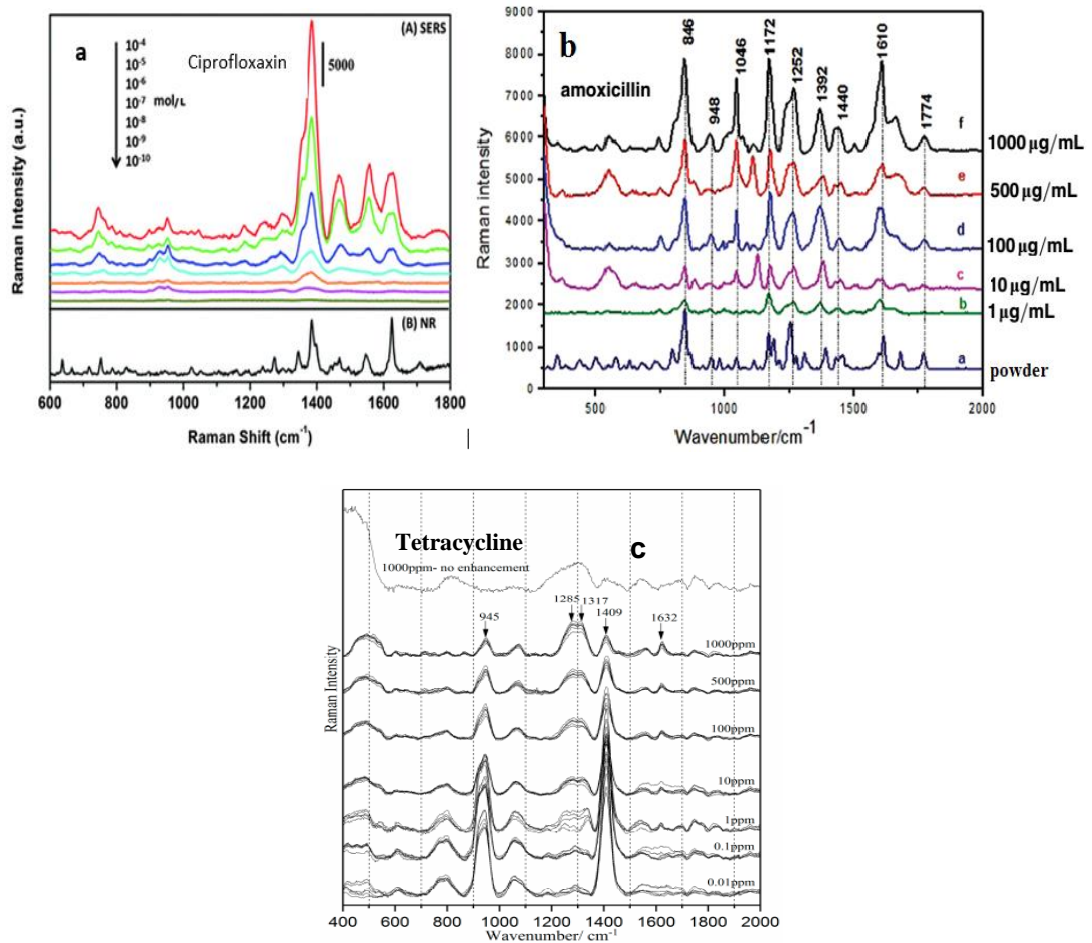 a
(A) SERS
Ciprofloxaxin
5000
10-4
10-5
10-6
10-7
mol/L
10-8
10-9
10-10
Raman Intensity (a.u.)
(B) NR
600 800 1000 1200 1400 1600 1800
Raman Shift (cm-1)
b
amoxicillin
9000
8000
7000
6000
5000
4000
3000
2000
1000
0
Raman intensity
846
948
1046
1172
1252
1392
1440
1610
1774
f 1000 µg/mL
e 500 µg/mL
d 100 µg/mL
c 10 µg/mL
b 1 µg/mL
a powder
500 1000 1500 2000
Wavenumber/cm-1
Tetracycline
c
1000ppm- no enhancement
945
1285 1317
1409
1632
1000ppm
500ppm
100ppm
10ppm
1ppm
0.1ppm
0.01ppm
Raman Intensity
400 600 800 1000 1200 1400 1600 1800 2000
Wavenumber/ cm-1